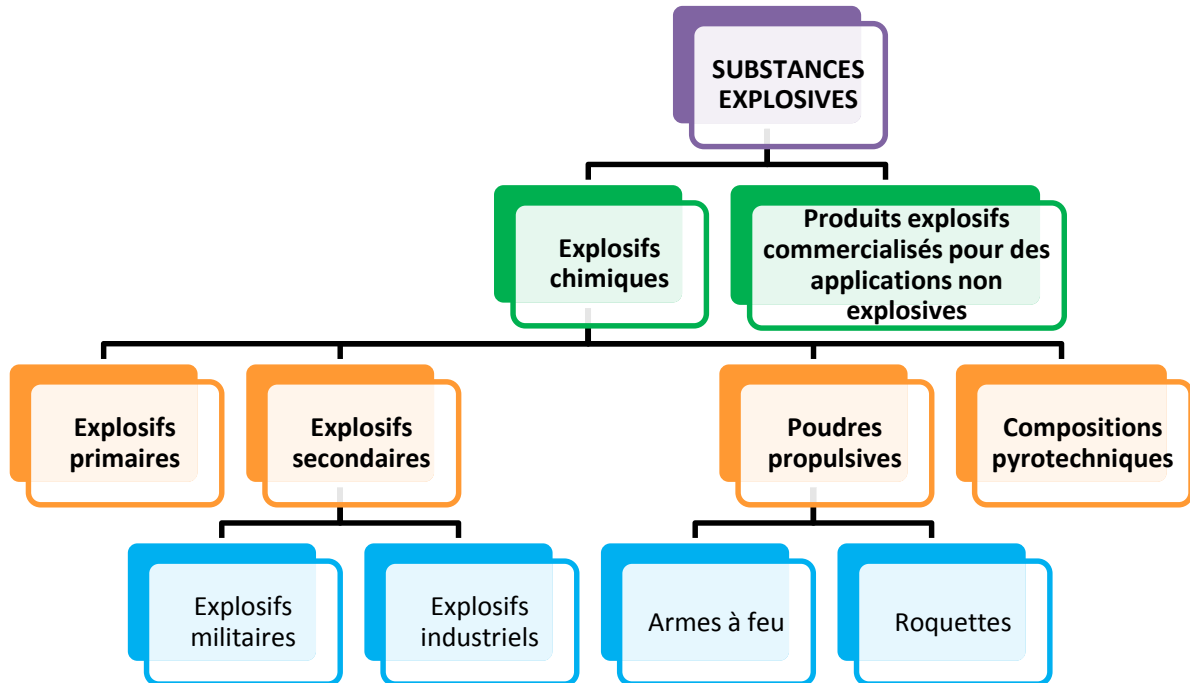 SUBSTANCES
EXPLOSIVES
Explosifs
chimiques
Produits explosifs
commercialisés pour des
applications non
explosives
Explosifs
primaires
Explosifs
secondaires
Poudres
propulsives
Compositions
pyrotechniques
Explosifs
militaires
Explosifs
industriels
Armes à feu
Roquettes